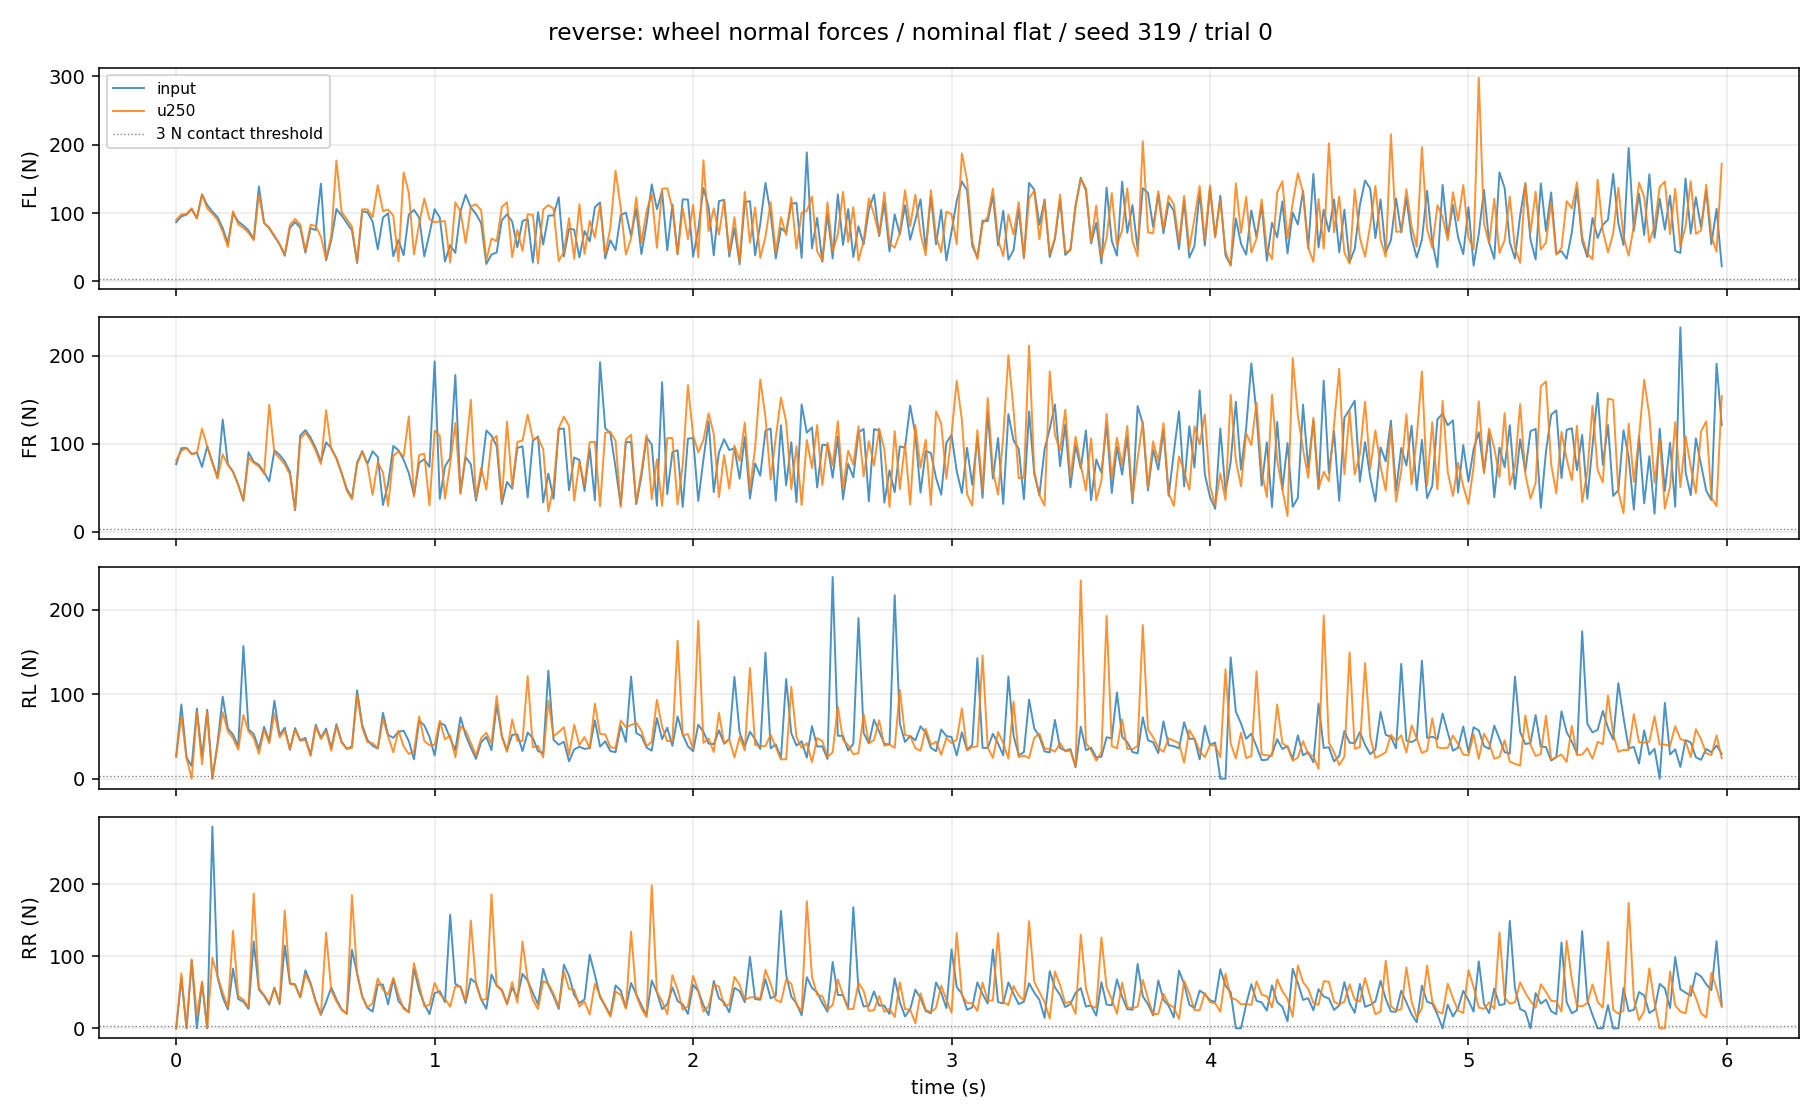 reverse: wheel normal forces / nominal flat / seed 319 / trial 0
300
200
100
0
FL (N)
input
u250
3 N contact threshold
200
100
0
FR (N)
200
100
0
RL (N)
200
100
0
RR (N)
0 1 2 3 4 5 6
time (s)